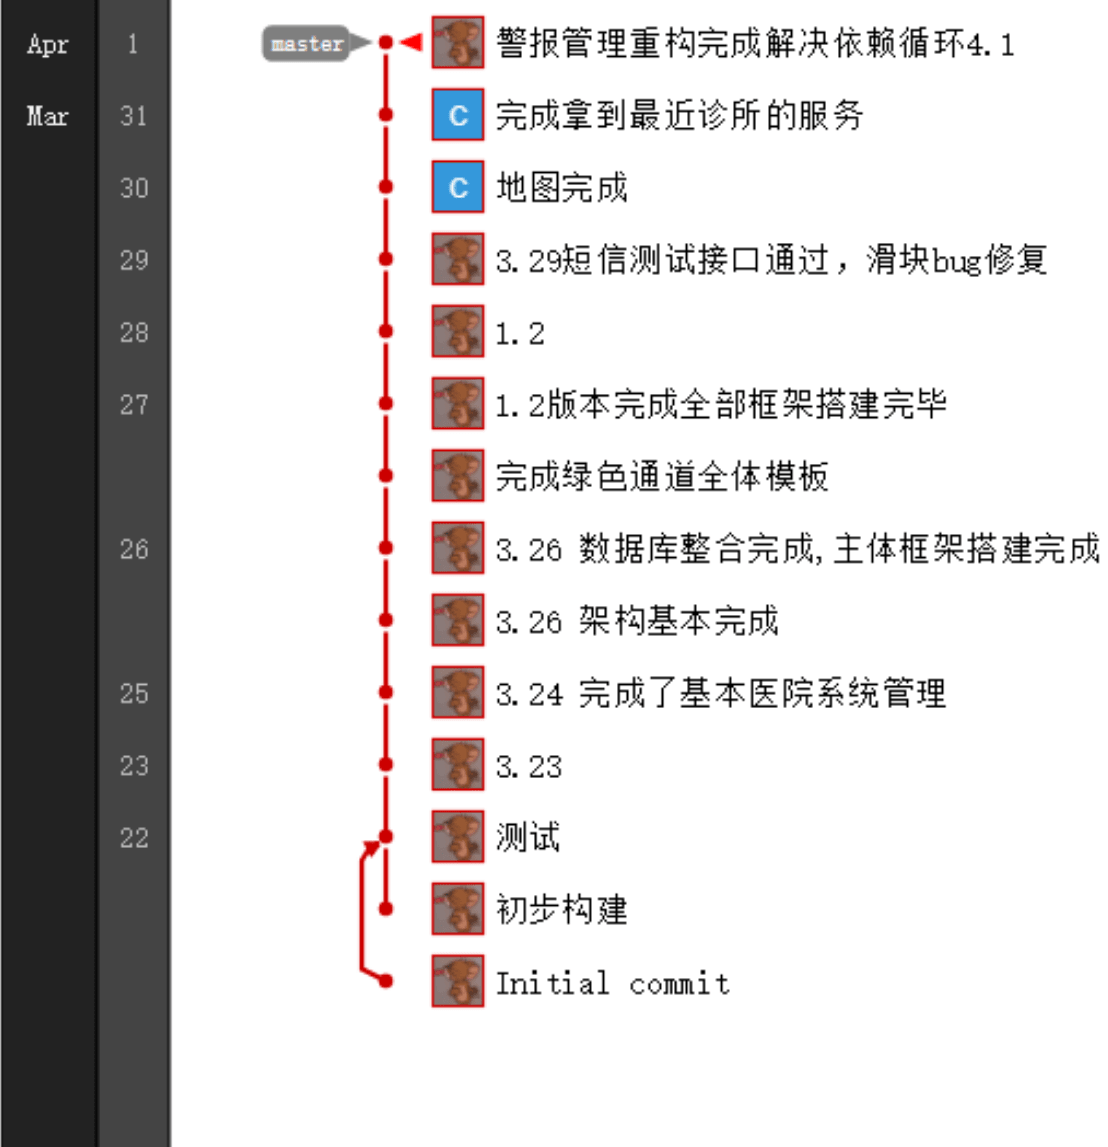 Apr 1 master 警报管理重构完成解决依赖循环4.1
Mar 31 C 完成拿到最近诊所的服务
30 C 地图完成
29 3.29短信测试接口通过，滑块bug修复
28 1.2
27 1.2版本完成全部框架搭建完毕
完成绿色通道全体模板
26 3.26 数据库整合完成,主体框架搭建完成
3.26 架构基本完成
25 3.24 完成了基本医院系统管理
23 3.23
22 测试
初步构建
Initial commit